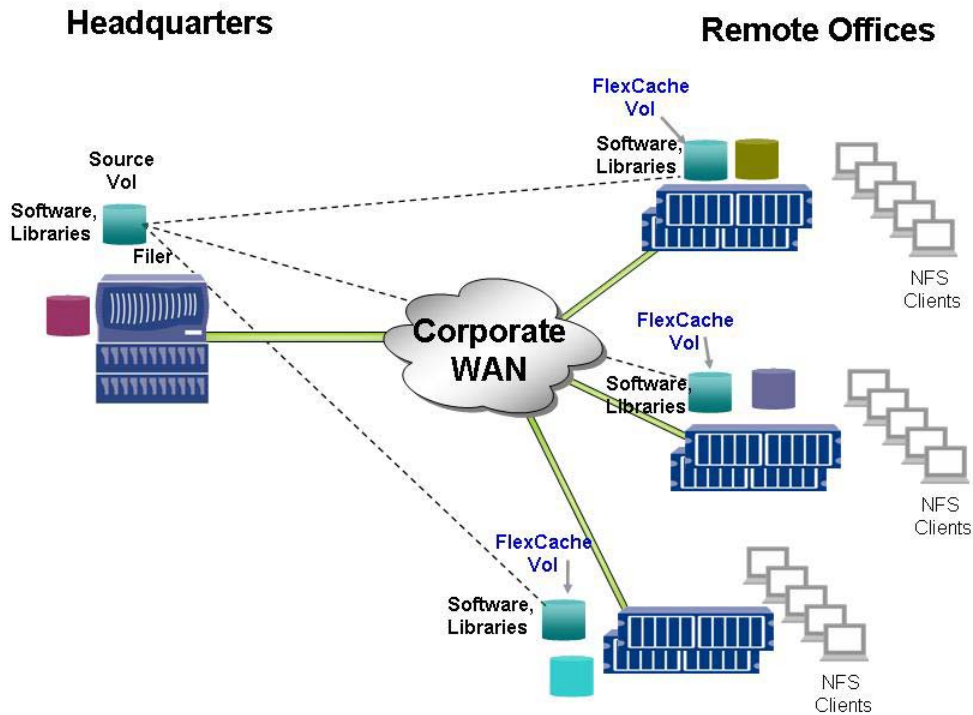 Headquarters
Remote Offices
FlexCache
Vol
Software,
Libraries
Source
Vol
Software,
Libraries
Filer
NFS
Clients
Corporate
WAN
FlexCache
Vol
Software,
Libraries
NFS
Clients
FlexCache
Vol
Software,
Libraries
NFS
Clients